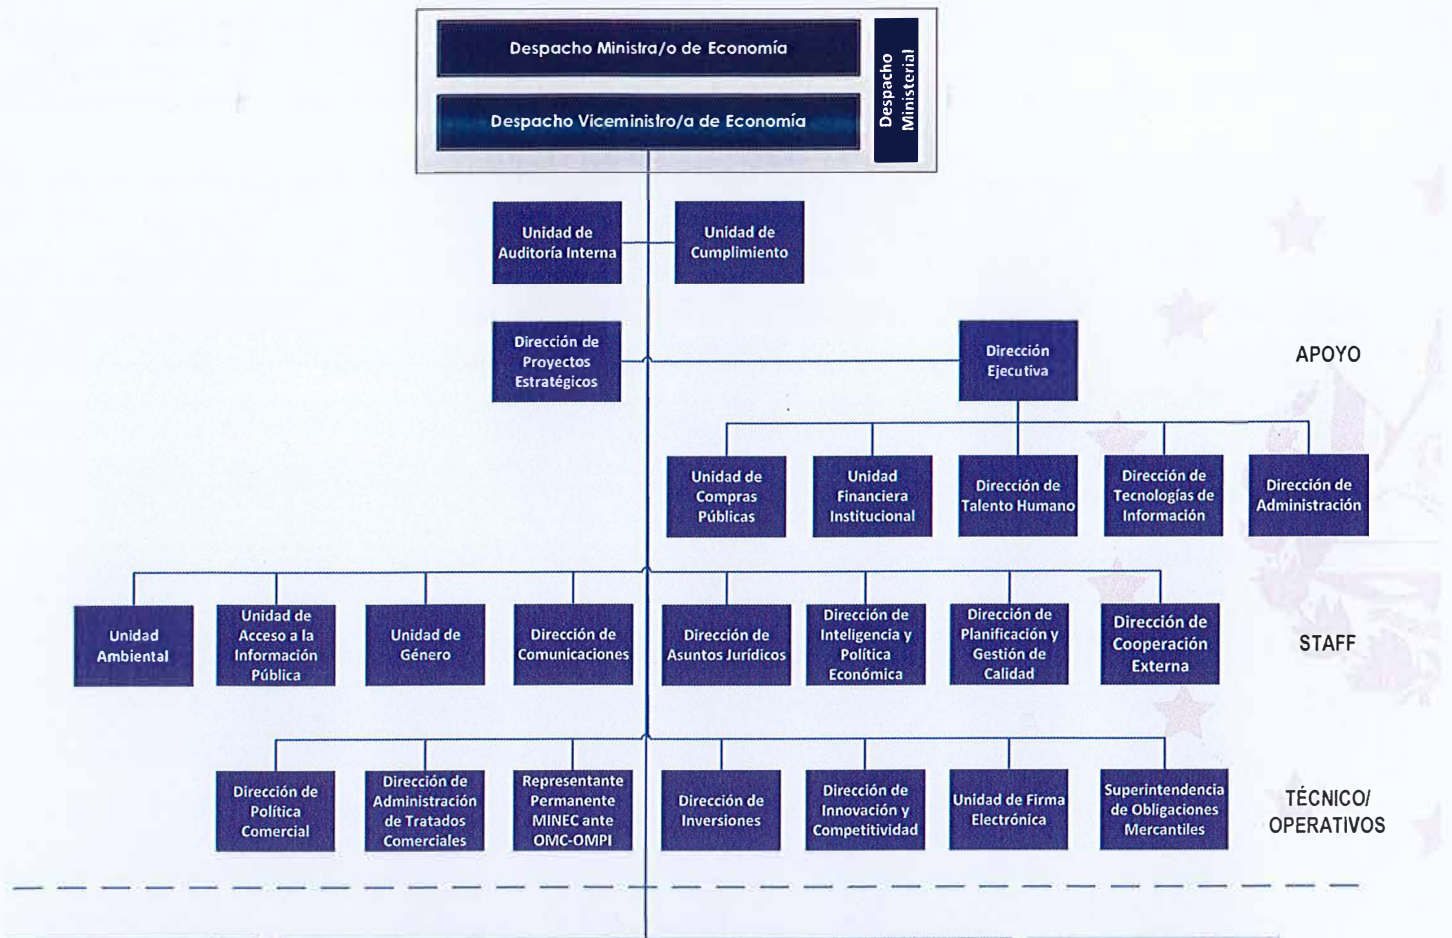 Despacho Ministra/o de Economía
Despacho Viceministro/a de Economía
Despacho
Ministerial
Unidad de
Auditoría Interna
Unidad de
Cumplimiento
Dirección de
Proyectos
Estratégicos
Dirección
Ejecutiva
APOYO
Unidad de
Compras
Públicas
Unidad
Financiera
Institucional
Dirección de
Talento Humano
Dirección de
Tecnologías de
Información
Dirección de
Administración
Unidad
Ambiental
Unidad de
Acceso a la
Información
Pública
Unidad de
Género
Dirección de
Comunicaciones
Dirección de
Asuntos Jurídicos
Dirección de
Inteligencia y
Política
Económica
Dirección de
Planificación y
Gestión de
Calidad
Dirección de
Cooperación
Externa
STAFF
Dirección de
Política
Comercial
Dirección de
Administración
de Tratados
Comerciales
Representante
Permanente
MINEC ante
OMC-OMPI
Dirección de
Inversiones
Dirección de
Innovación y
Competitividad
Unidad de Firma
Electrónica
Superintendencia
de Obligaciones
Mercantiles
TÉCNICO/
OPERATIVOS